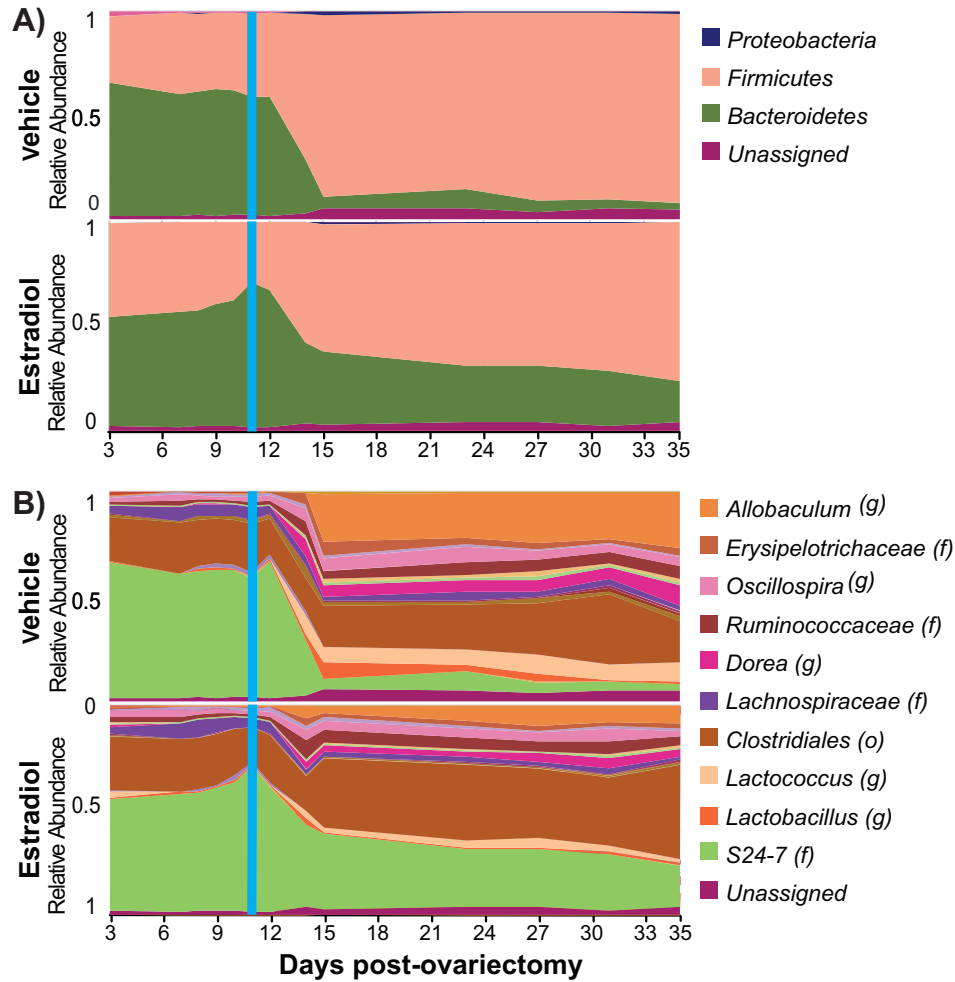 A)
Vehicle
Relative Abundance
1
0.5
0
Estradiol
Relative Abundance
1
0.5
0
3 6 9 12 15 18 21 24 27 30 33 35
Proteobacteria
Firmicutes
Bacteroidetes
Unassigned
B)
Vehicle
Relative Abundance
1
0.5
0
Estradiol
Relative Abundance
0
0.5
1
3 6 9 12 15 18 21 24 27 30 33 35
Days post-ovariectomy
Allobaculum (g)
Erysipelotrichaceae (f)
Oscillospira (g)
Ruminococcaceae (f)
Dorea (g)
Lachnospiraceae (f)
Clostridiales (o)
Lactococcus (g)
Lactobacillus (g)
S24-7 (f)
Unassigned